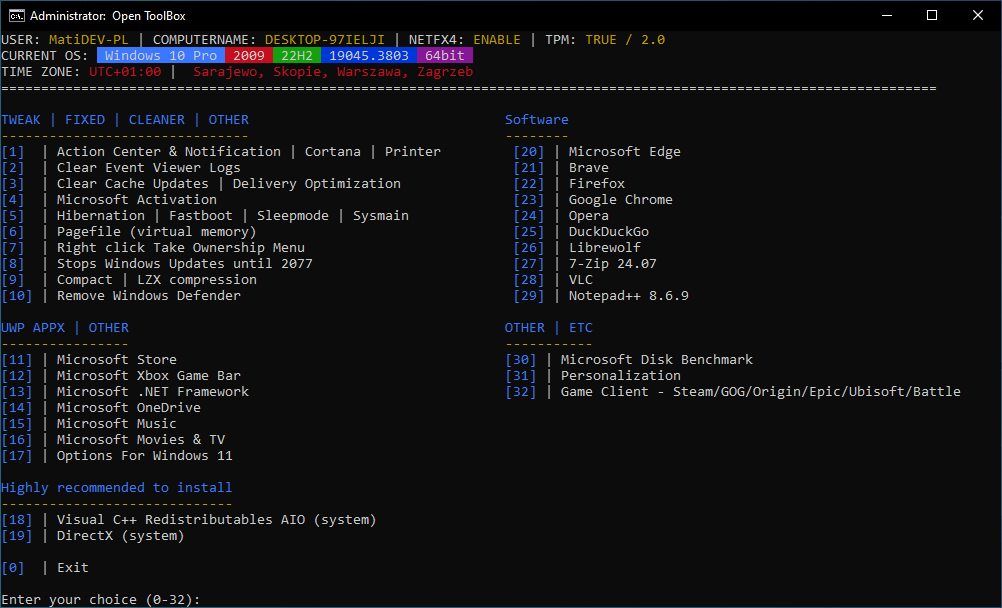 Administrator: Open ToolBox
USER: MatiDEV-PL | COMPUTERNAME: DESKTOP-97IELJI | NETFX4: ENABLE | TPM: TRUE / 2.0
CURRENT OS: Windows 10 Pro 2009 22H2 19045.3803 64bit
TIME ZONE: UTC+01:00 | Sarajewo, Skopie, Warszawa, Zagrzeb
=====================================================================================================================
TWEAK | FIXED | CLEANER | OTHER
-------------------------------
[1] | Action Center & Notification | Cortana | Printer
[2] | Clear Event Viewer Logs
[3] | Clear Cache Updates | Delivery Optimization
[4] | Microsoft Activation
[5] | Hibernation | Fastboot | Sleepmode | Sysmain
[6] | Pagefile (virtual memory)
[7] | Right click Take Ownership Menu
[8] | Stops Windows Updates until 2077
[9] | Compact | LZX compression
[10] | Remove Windows Defender
Software
--------
[20] | Microsoft Edge
[21] | Brave
[22] | Firefox
[23] | Google Chrome
[24] | Opera
[25] | DuckDuckGo
[26] | Librewolf
[27] | 7-Zip 24.07
[28] | VLC
[29] | Notepad++ 8.6.9
UWP APPX | OTHER
----------------
[11] | Microsoft Store
[12] | Microsoft Xbox Game Bar
[13] | Microsoft .NET Framework
[14] | Microsoft OneDrive
[15] | Microsoft Music
[16] | Microsoft Movies & TV
[17] | Options For Windows 11
OTHER | ETC
-----------
[30] | Microsoft Disk Benchmark
[31] | Personalization
[32] | Game Client - Steam/GOG/Origin/Epic/Ubisoft/Battle
Highly recommended to install
-----------------------------
[18] | Visual C++ Redistributables AIO (system)
[19] | DirectX (system)
[0] | Exit
Enter your choice (0-32):